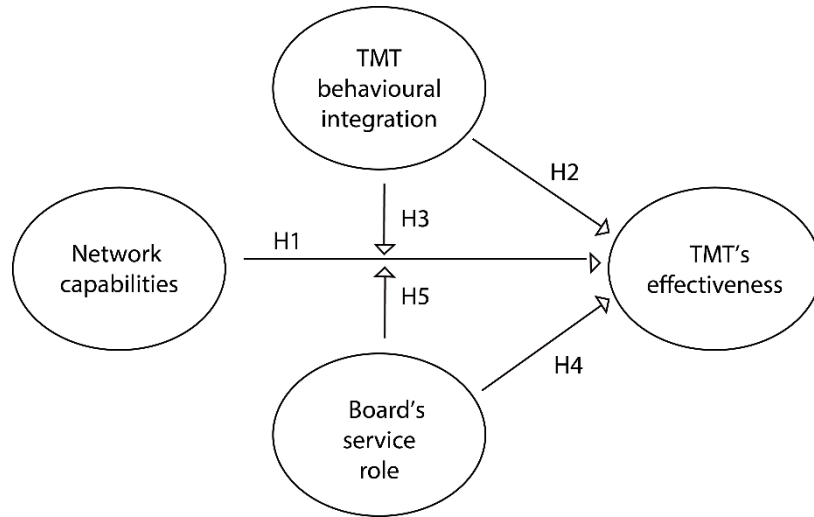 TMT
behavioural
integration
H2
H3
H1
Network
capabilities
TMT's
effectiveness
H5
H4
Board's
service
role